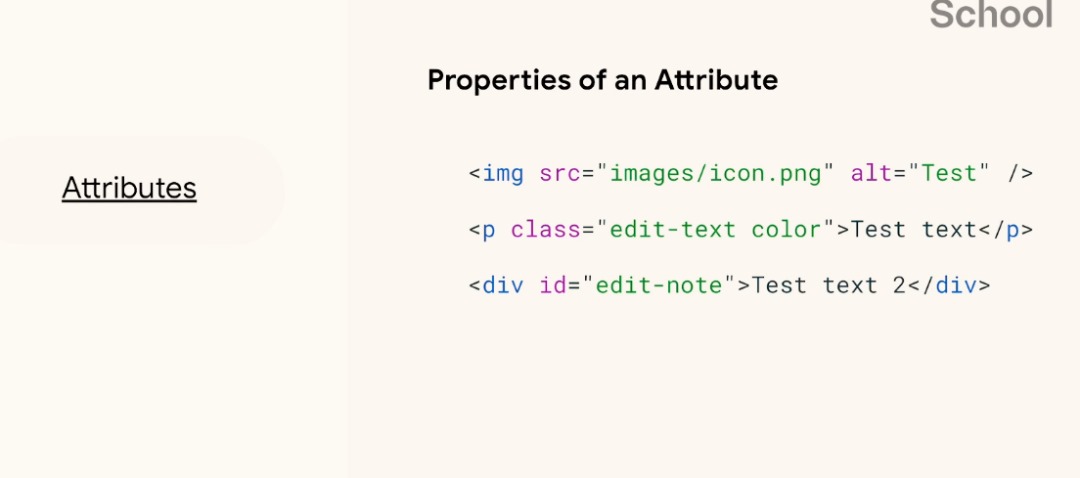 School
Properties of an Attribute
Attributes
<img src="images/icon.png" alt="Test" />
<p class="edit-text color">Test text</p>
<div id="edit-note">Test text 2</div>